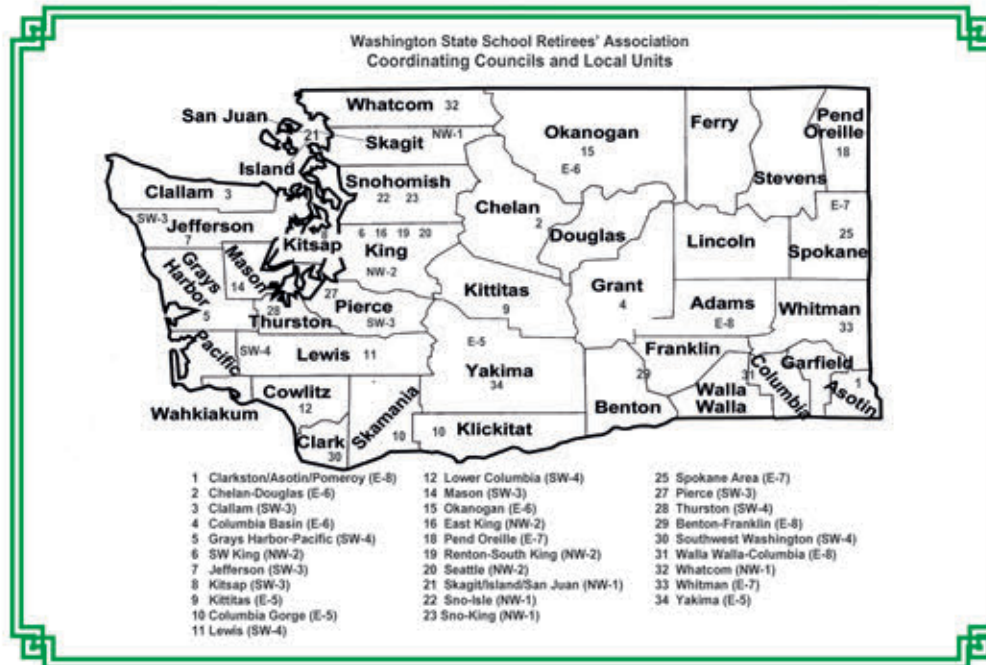 Washington State School Retirees' Association
Coordinating Councils and Local Units
Whatcom 32
San Juan
21
NW-1
Skagit
Island
Okanogan
15
E-6
Ferry
Pend
Oreille
18
Stevens
Clallam 3
Snohomish
22 23
Chelan
2
E-7
SW-3
Jefferson
7
Kitsap
8
6 16 19 20
King
NW-2
Douglas
Lincoln
25
Spokane
Grays
Harbor
5
Mason
14
27
Pierce
SW-3
Kittitas
9
Grant
4
Adams
E-8
Whitman
33
28
Thurston
Pacific
SW-4
Lewis 11
E-5
Yakima
34
Franklin
29
31
Garfield
Columbia
1
Asotin
Walla
Walla
Wahkiakum
Cowlitz
12
Skamania
10
10 Klickitat
Benton
Clark
30
1 Clarkston/Asotin/Pomeroy (E-8)
2 Chelan-Douglas (E-6)
3 Clallam (SW-3)
4 Columbia Basin (E-6)
5 Grays Harbor-Pacific (SW-4)
6 SW King (NW-2)
7 Jefferson (SW-3)
8 Kitsap (SW-3)
9 Kittitas (E-5)
10 Columbia Gorge (E-5)
11 Lewis (SW-4)
12 Lower Columbia (SW-4)
14 Mason (SW-3)
15 Okanogan (E-6)
16 East King (NW-2)
18 Pend Oreille (E-7)
19 Renton-South King (NW-2)
20 Seattle (NW-2)
21 Skagit/Island/San Juan (NW-1)
22 Sno-Isle (NW-1)
23 Sno-King (NW-1)
25 Spokane Area (E-7)
27 Pierce (SW-3)
28 Thurston (SW-4)
29 Benton-Franklin (E-8)
30 Southwest Washington (SW-4)
31 Walla Walla-Columbia (E-8)
32 Whatcom (NW-1)
33 Whitman (E-7)
34 Yakima (E-5)